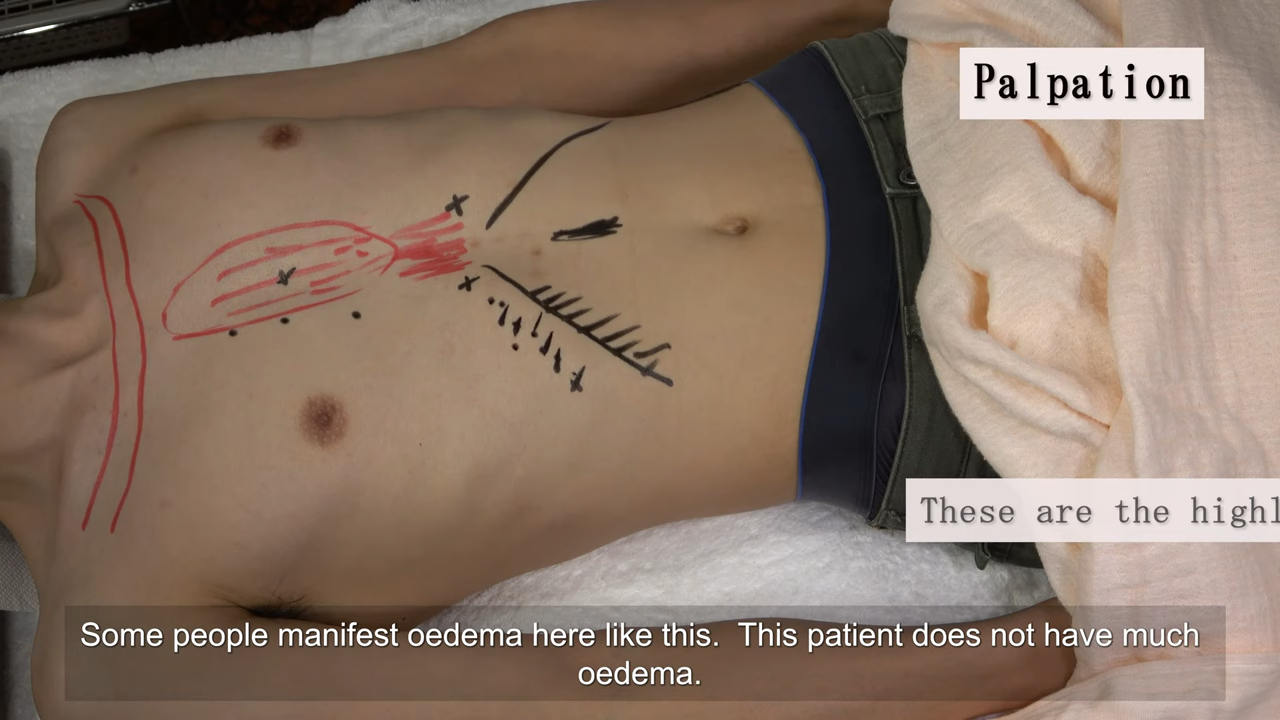 Palpation
These are the highl
Some people manifest oedema here like this.  This patient does not have much
oedema.